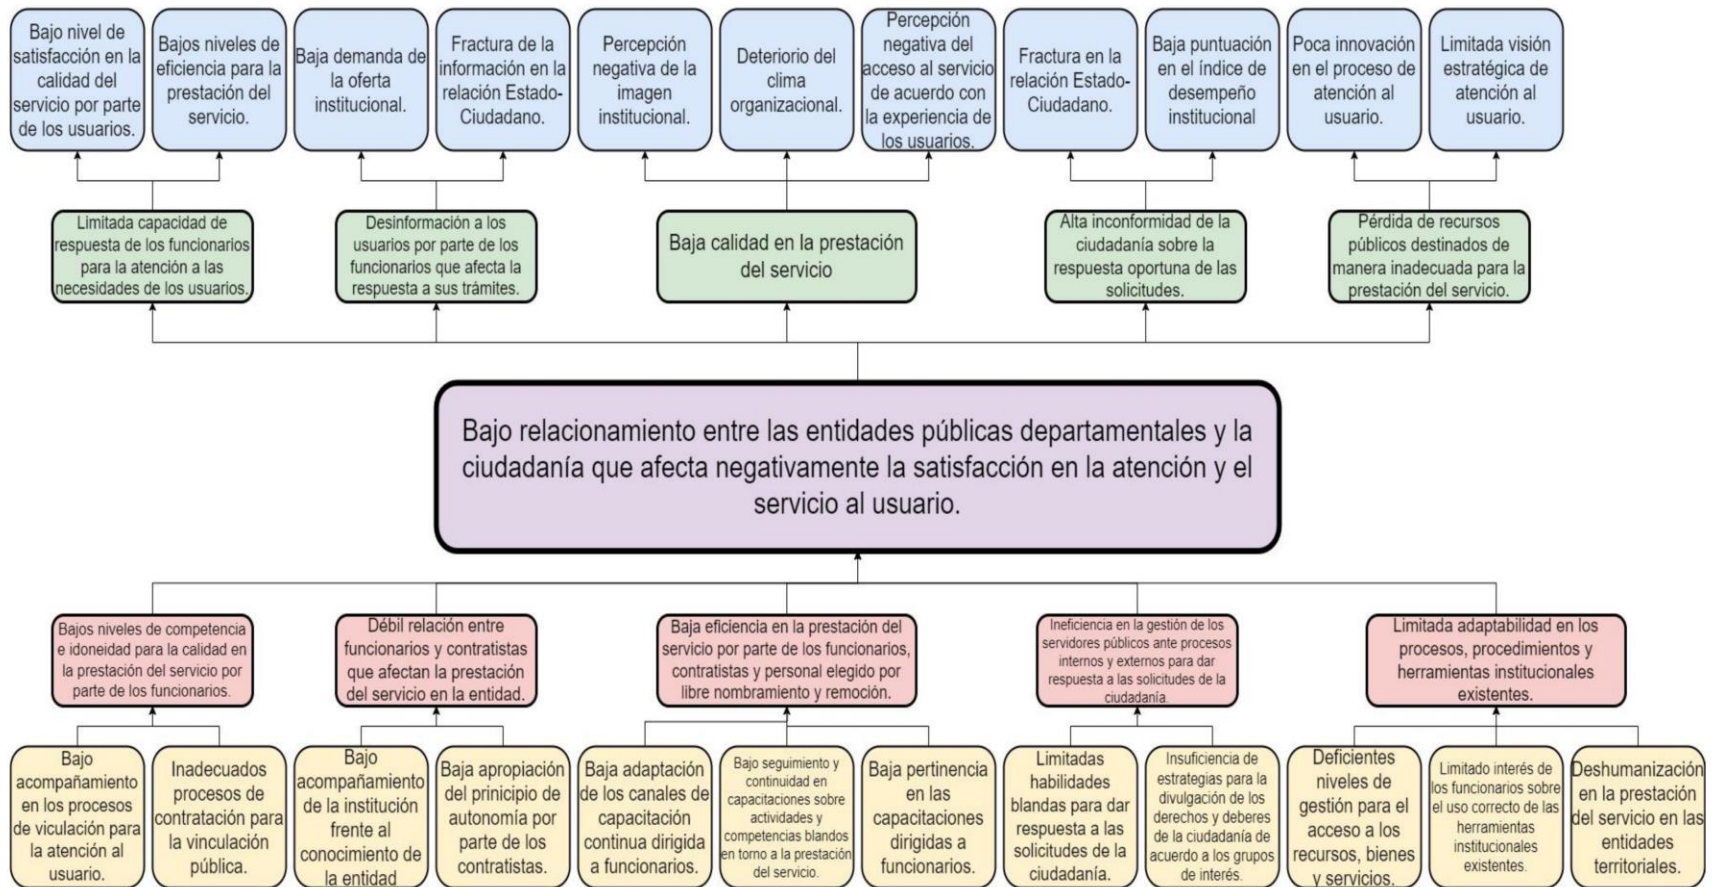 Bajo nivel de
satisfacción en la
calidad del
servicio por parte
de los usuarios.
Bajos niveles de
eficiencia para la
prestación del
servicio.
Baja demanda de
la oferta
institucional.
Fractura de la
información en la
relación Estado-
Ciudadano.
Percepción
negativa de la
imagen
institucional.
Deteriorio del
clima
organizacional.
Percepción
negativa del
acceso al servicio
de acuerdo con
la experiencia de
los usuarios.
Fractura en la
relación Estado-
Ciudadano.
Baja puntuación
en el índice de
desempeño
institucional
Poca innovación
en el proceso de
atención al
usuario.
Limitada visión
estratégica de
atención al
usuario.
Limitada capacidad de
respuesta de los funcionarios
para la atención a las
necesidades de los usuarios.
Desinformación a los
usuarios por parte de los
funcionarios que afecta la
respuesta a sus trámites.
Baja calidad en la prestación
del servicio
Alta inconformidad de la
ciudadanía sobre la
respuesta oportuna de las
solicitudes.
Pérdida de recursos
públicos destinados de
manera inadecuada para la
prestación del servicio.
Bajo relacionamiento entre las entidades públicas departamentales y la
ciudadanía que afecta negativamente la satisfacción en la atención y el
servicio al usuario.
Bajos niveles de competencia
e idoneidad para la calidad en
la prestación del servicio por
parte de los funcionarios.
Débil relación entre
funcionarios y contratistas
que afectan la prestación
del servicio en la entidad.
Baja eficiencia en la prestación del
servicio por parte de los funcionarios,
contratistas y personal elegido por
libre nombramiento y remoción.
Ineficiencia en la gestión de los
servidores públicos ante procesos
internos y externos para dar
respuesta a las solicitudes de la
ciudadanía.
Limitada adaptabilidad en los
procesos, procedimientos y
herramientas institucionales
existentes.
Bajo
acompañamiento
en los procesos
de viculación para
la atención al
usuario.
Inadecuados
procesos de
contratación para
la vinculación
pública.
Bajo
acompañamiento
de la institución
frente al
conocimiento de
la entidad
Baja apropiación
del prinicipio de
autonomía por
parte de los
contratistas.
Baja adaptación
de los canales de
capacitación
continua dirigida
a funcionarios.
Bajo seguimiento y
continuidad en
capacitaciones sobre
actividades y
competencias blandos
en torno a la prestación
del servicio.
Baja pertinencia
en las
capacitaciones
dirigidas a
funcionarios.
Limitadas
habilidades
blandas para dar
respuesta a las
solicitudes de la
ciudadanía.
Insuficiencia de
estrategias para la
divulgación de los
derechos y deberes
de la ciudadanía de
acuerdo a los grupos
de interés.
Deficientes
niveles de
gestión para el
acceso a los
recursos, bienes
y servicios.
Limitado interés de
los funcionarios sobre
el uso correcto de las
herramientas
institucionales
existentes.
Deshumanización
en la prestación
del servicio en las
entidades
territoriales.